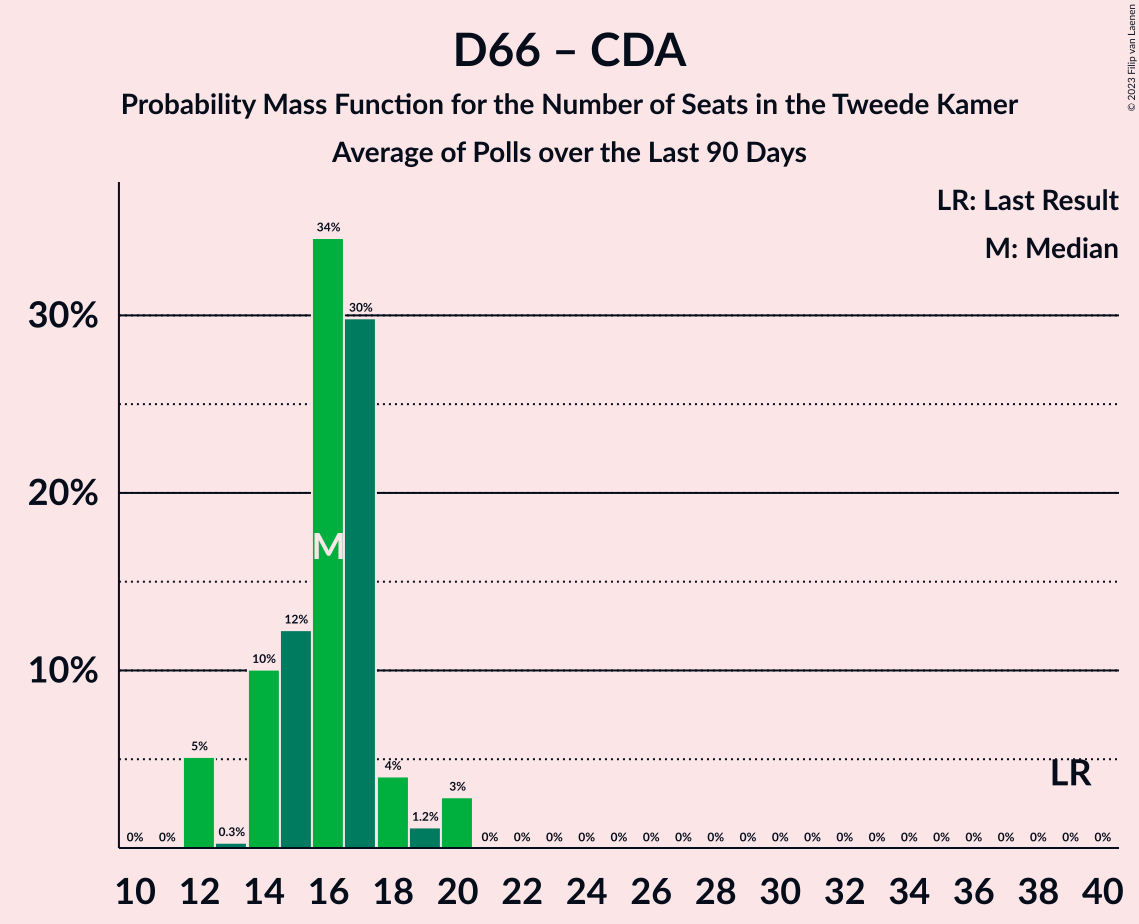 D66 – CDA
Probability Mass Function for the Number of Seats in the Tweede Kamer
Average of Polls over the Last 90 Days
© 2023 Filip van Laenen
LR: Last Result
M: Median
34%
30%
30%
20%
M
12%
10%
10%
5%
4%
LR
3%
1.2%
0.3%
0% 0% 0% 0% 0% 0% 0% 0% 0% 0% 0% 0% 0% 0% 0% 0% 0% 0% 0% 0% 0% 0%
10 12 14 16 18 20 22 24 26 28 30 32 34 36 38 40